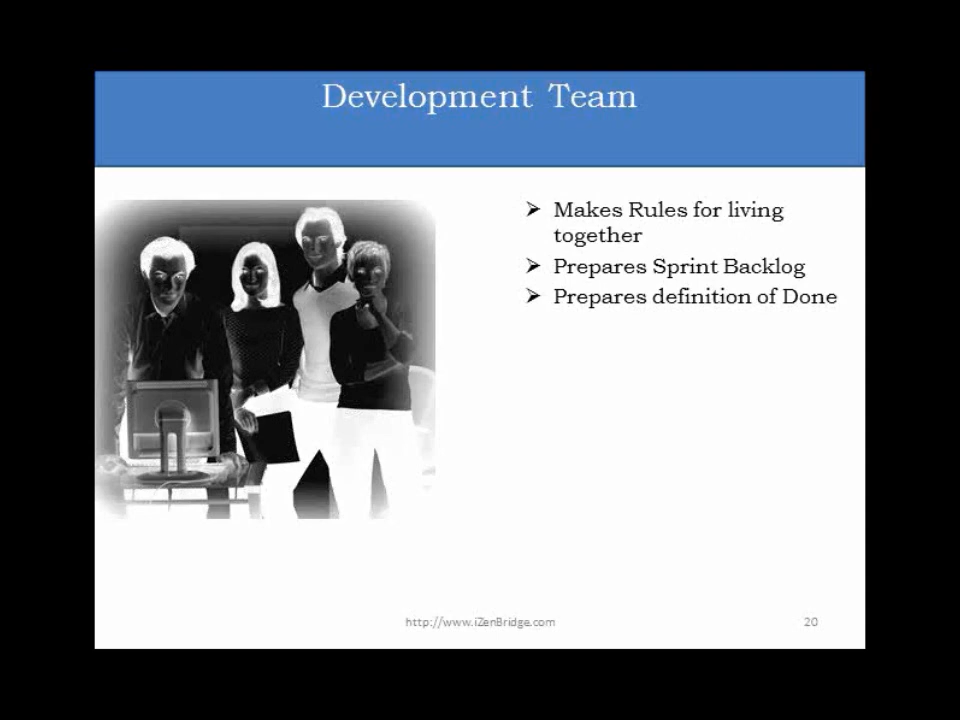 Development Team
➢ Makes Rules for living
together
➢ Prepares Sprint Backlog
➢ Prepares definition of Done
http://www.iZenBridge.com
20